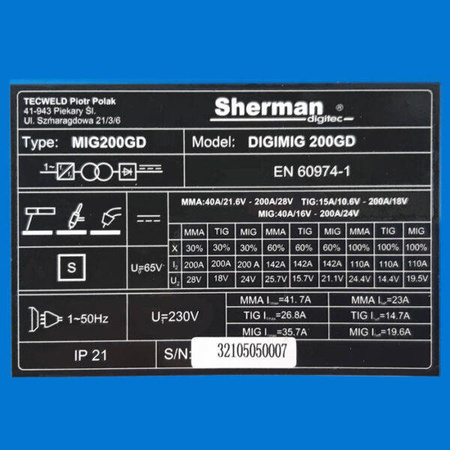 TECWELD Piotr Polak
41-943 Piekary Śl.
Ul. Szmaragdowa 21/3/6
Sherman ®
digitec
Type: MIG200GD
Model: DIGIMIG 200GD
1~
EN 60974-1
MMA:40A/21.6V - 200A/28V TIG:15A/10.6V - 200A/18V
MIG:40A/16V - 200A/24V
MMA TIG MIG MMA TIG MIG MMA TIG MIG
X 30% 30% 30% 60% 60% 60% 100% 100% 100%
I₂ 200A 200A 200 A 142A 142A 142A 110A 110A 110A
U₂ 28V 18V 24V 25.7V 15.7V 21.1V 24.4V 14.4V 19.5V
S
U₀=65V
1~50Hz
U₁=230V
MMA Iₘₐₓ=41.7A
MMA I₁eff=23A
TIG Iₘₐₓ=26.8A
TIG I₁eff=14.7A
MIG Iₘₐₓ=35.7A
MIG I₁eff=19.6A
IP 21
S/N: 32105050007